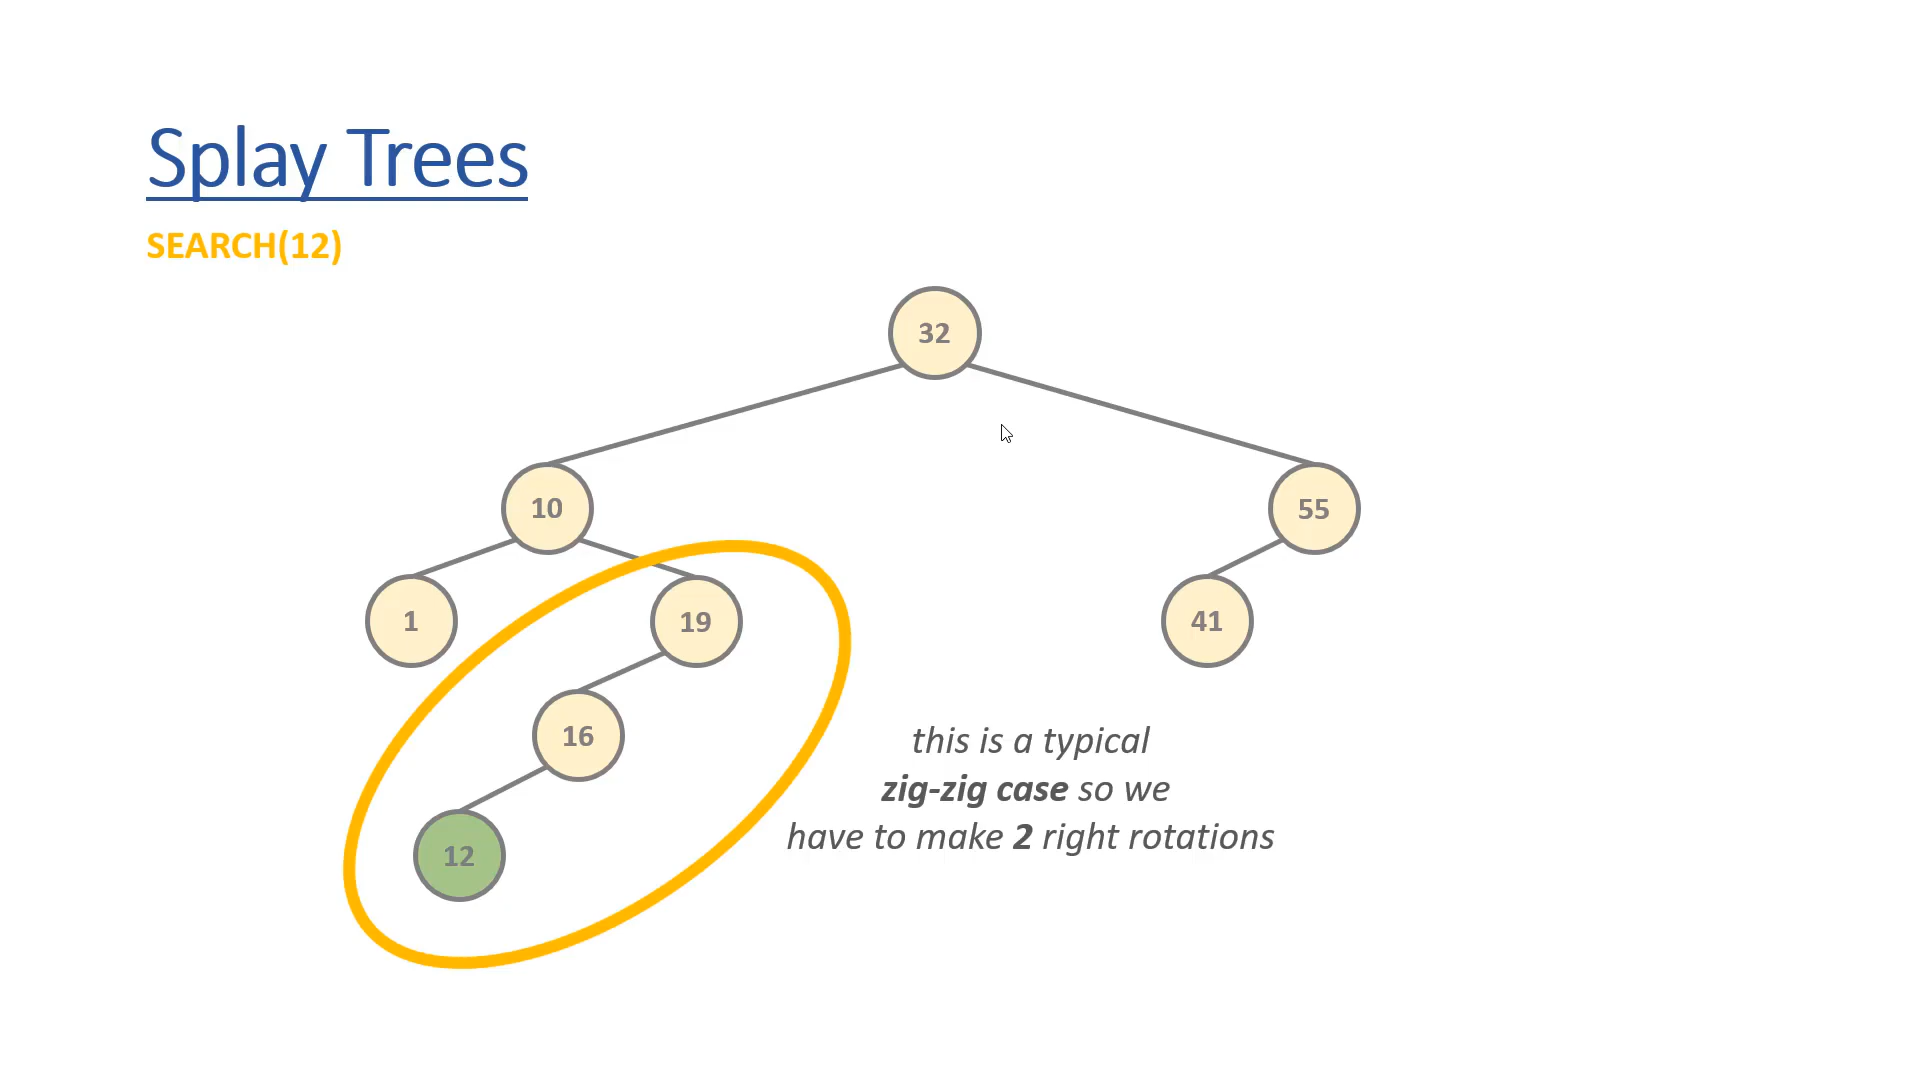 Splay Trees
SEARCH(12)
32
10
55
1
19
41
16
this is a typical
zig-zig case so we
have to make 2 right rotations
12